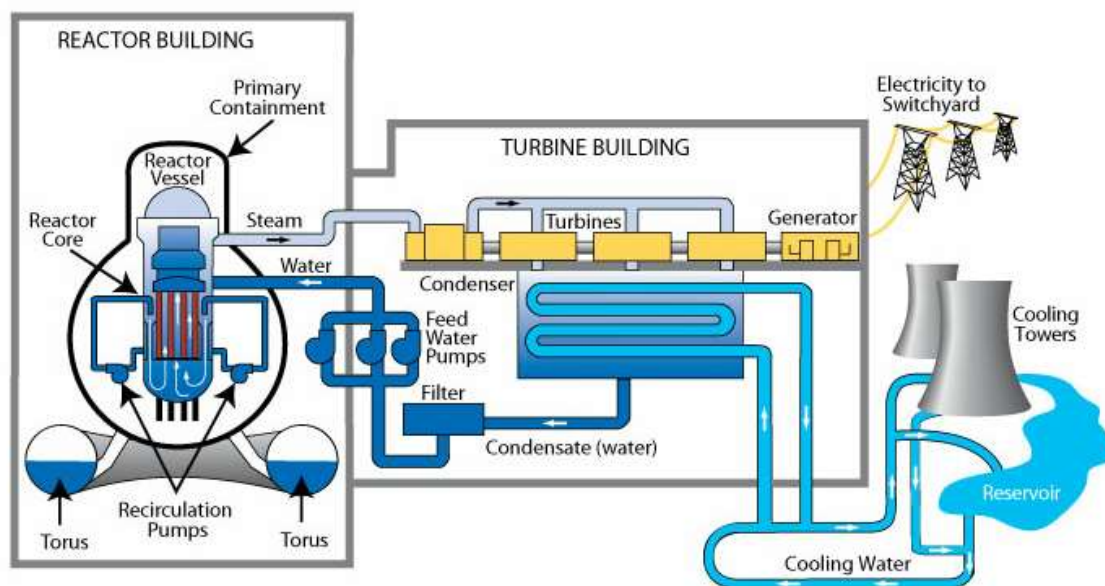 REACTOR BUILDING
Primary
Containment
Reactor
Vessel
Reactor
Core
Steam
Water
TURBINE BUILDING
Turbines
Generator
Condenser
Feed
Water
Pumps
Filter
Condensate (water)
Electricity to
Switchyard
Cooling
Towers
Reservoir
Cooling Water
Recirculation
Pumps
Torus
Torus